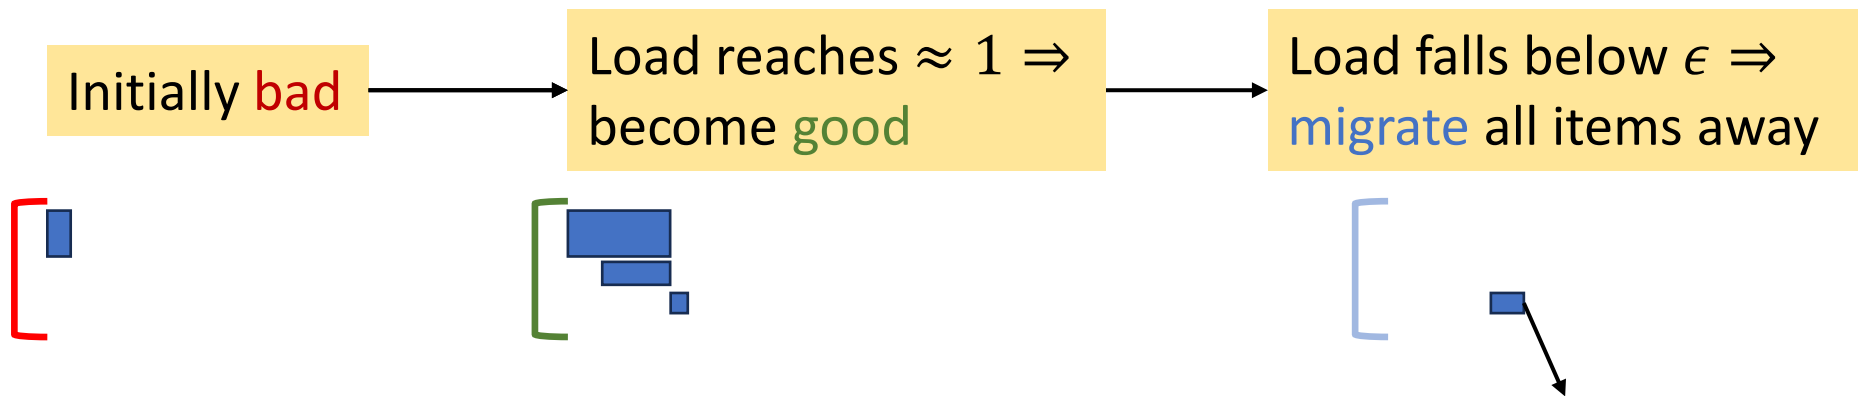 Initially bad
Load reaches ≈ 1 ⇒
become good
Load falls below ϵ ⇒
migrate all items away